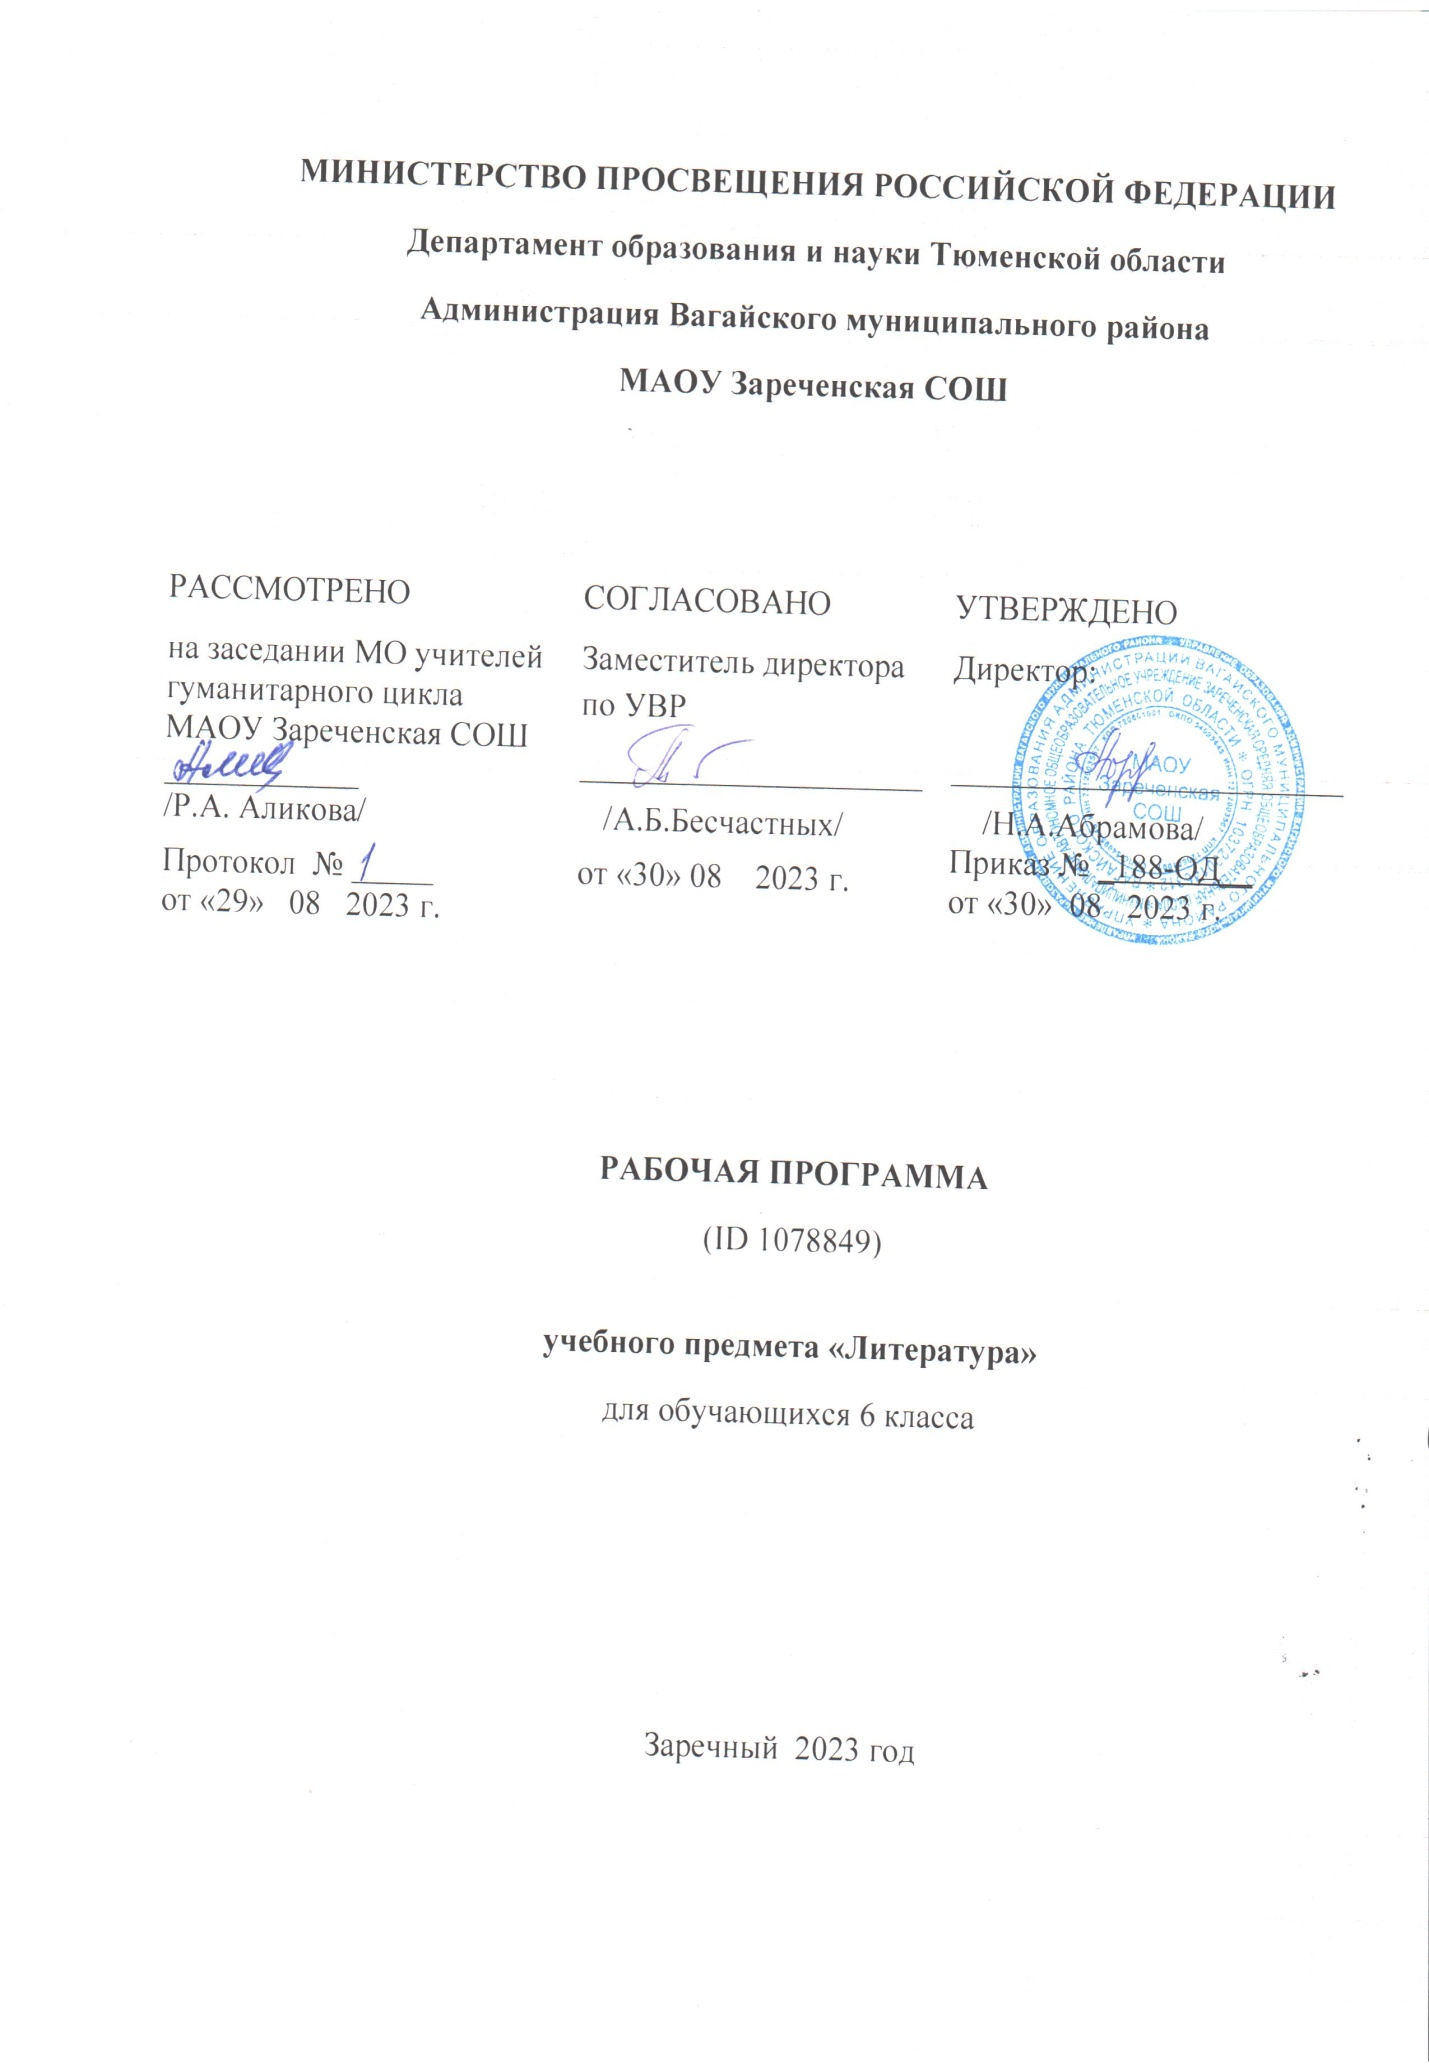 МИНИСТЕРСТВО ПРОСВЕЩЕНИЯ РОССИЙСКОЙ ФЕДЕРАЦИИ
Департамент образования и науки Тюменской области
Администрация Вагайского муниципального района
МАОУ Зареченская СОШ
РАССМОТРЕНО
на заседании МО учителей
гуманитарного цикла
МАОУ Зареченская СОШ
/Р.А. Аликова/
Протокол № 1
от «29» 08 2023 г.
СОГЛАСОВАНО
Заместитель директора
по УВР
/А.Б.Бесчастных/
от «30» 08 2023 г.
УТВЕРЖДЕНО
Директор:
/Н.А.Абрамова/
Приказ № 188-ОД
от «30» 08 2023 г.
МАОУ
Зареченская
СОШ
РАБОЧАЯ ПРОГРАММА
(ID 1078849)
учебного предмета «Литература»
для обучающихся 6 класса
Заречный 2023 год